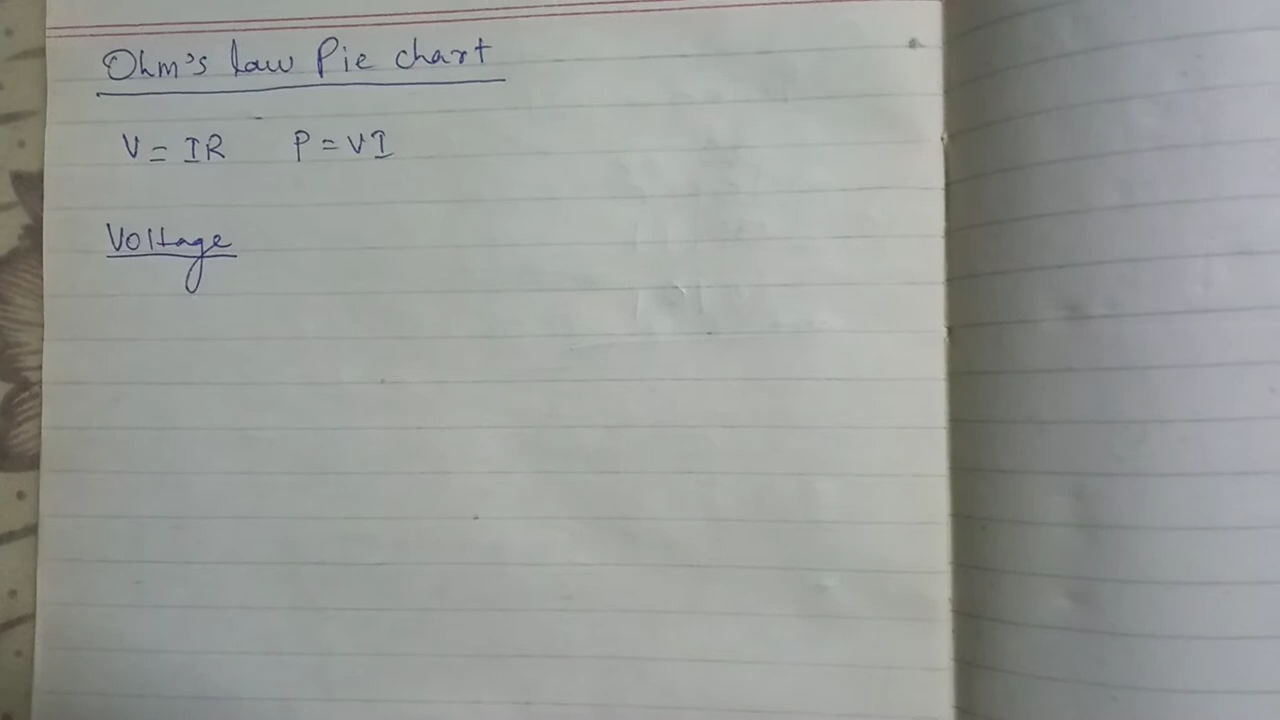 Ohm's law Pie chart
V = IR P = VI
Voltage